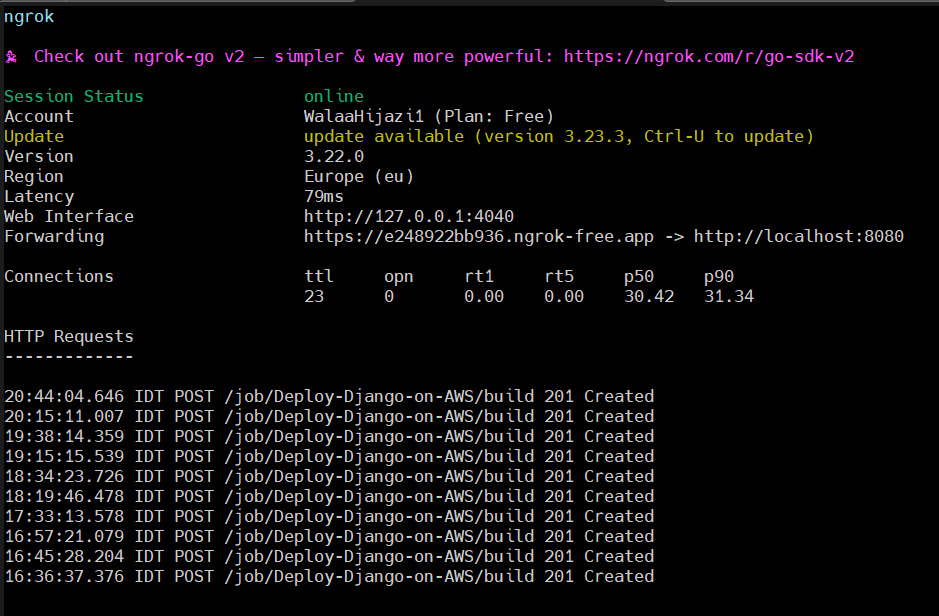 ngrok
Check out ngrok-go v2 — simpler & way more powerful: https://ngrok.com/r/go-sdk-v2
Session Status online
Account WalaaHijazi1 (Plan: Free)
Update update available (version 3.23.3, Ctrl-U to update)
Version 3.22.0
Region Europe (eu)
Latency 79ms
Web Interface http://127.0.0.1:4040
Forwarding https://e248922bb936.ngrok-free.app -> http://localhost:8080
Connections ttl opn rt1 rt5 p50 p90
23 0 0.00 0.00 30.42 31.34
HTTP Requests
-------------
20:44:04.646 IDT POST /job/Deploy-Django-on-AWS/build 201 Created
20:15:11.007 IDT POST /job/Deploy-Django-on-AWS/build 201 Created
19:38:14.359 IDT POST /job/Deploy-Django-on-AWS/build 201 Created
19:15:15.539 IDT POST /job/Deploy-Django-on-AWS/build 201 Created
18:34:23.726 IDT POST /job/Deploy-Django-on-AWS/build 201 Created
18:19:46.478 IDT POST /job/Deploy-Django-on-AWS/build 201 Created
17:33:13.578 IDT POST /job/Deploy-Django-on-AWS/build 201 Created
16:57:21.079 IDT POST /job/Deploy-Django-on-AWS/build 201 Created
16:45:28.204 IDT POST /job/Deploy-Django-on-AWS/build 201 Created
16:36:37.376 IDT POST /job/Deploy-Django-on-AWS/build 201 Created